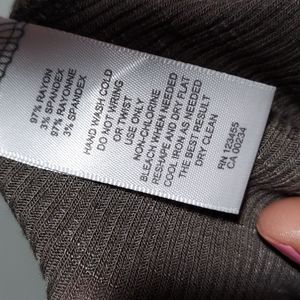 97% RAYON
3% SPANDEX
97% RAYONNE
3% SPANDEX
HAND WASH COLD
DO NOT WRING
OR TWIST
USE ONLY
NON-CHLORINE
BLEACH WHEN NEEDED
RESHAPE AND DRY FLAT
COOL IRON AS NEEDED
THE BEST RESULT
DRY CLEAN
RN 120455
CA 00234